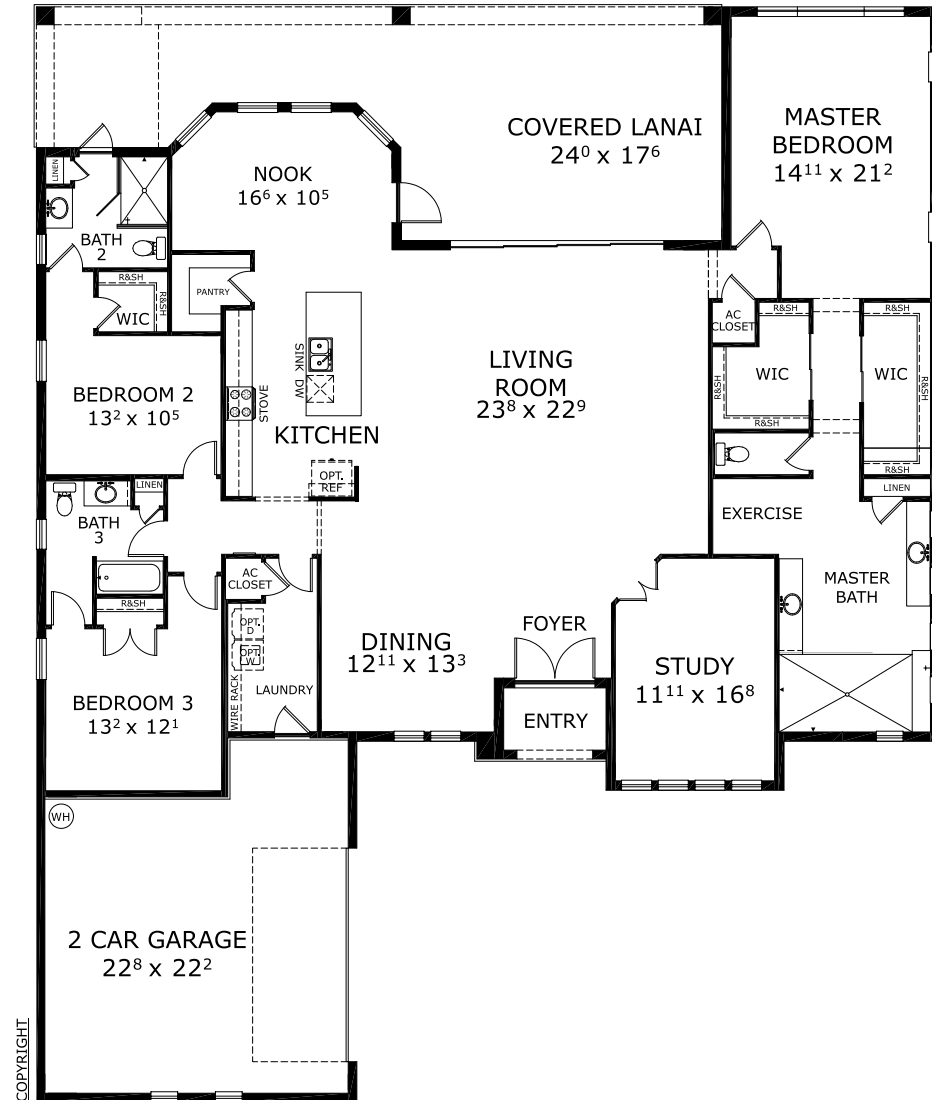 COVERED LANAI
24⁰ x 17⁶
MASTER
BEDROOM
14¹¹ x 21²
NOOK
16⁶ x 10⁵
LINEN
BATH
2
R&SH
R&SH
WIC
PANTRY
BEDROOM 2
13² x 10⁵
STOVE
SINK DW
KITCHEN
OPT.
REF
LIVING
ROOM
23⁸ x 22⁹
AC
CLOSET
R&SH
WIC
R&SH
R&SH
R&SH
WIC
R&SH
R&SH
LINEN
EXERCISE
MASTER
BATH
LINEN
BATH
3
R&SH
AC
CLOSET
OPT.
D
OPT.
W
WIRE RACK
LAUNDRY
BEDROOM 3
13² x 12¹
DINING
12¹¹ x 13³
FOYER
ENTRY
STUDY
11¹¹ x 16⁸
WH
2 CAR GARAGE
22⁸ x 22²
COPYRIGHT